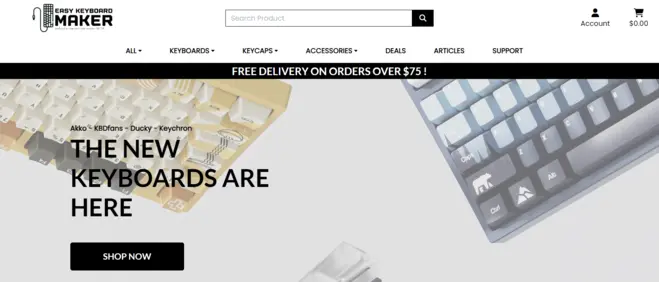 EASY KEYBOARD
MAKER
Search Product
Account
$0.00
ALL
KEYBOARDS
KEYCAPS
ACCESSORIES
DEALS
ARTICLES
SUPPORT
FREE DELIVERY ON ORDERS OVER $75 !
Akko - KBDfans - Ducky - Keychron
THE NEW
KEYBOARDS ARE
HERE
SHOP NOW
Alt
Ctrl